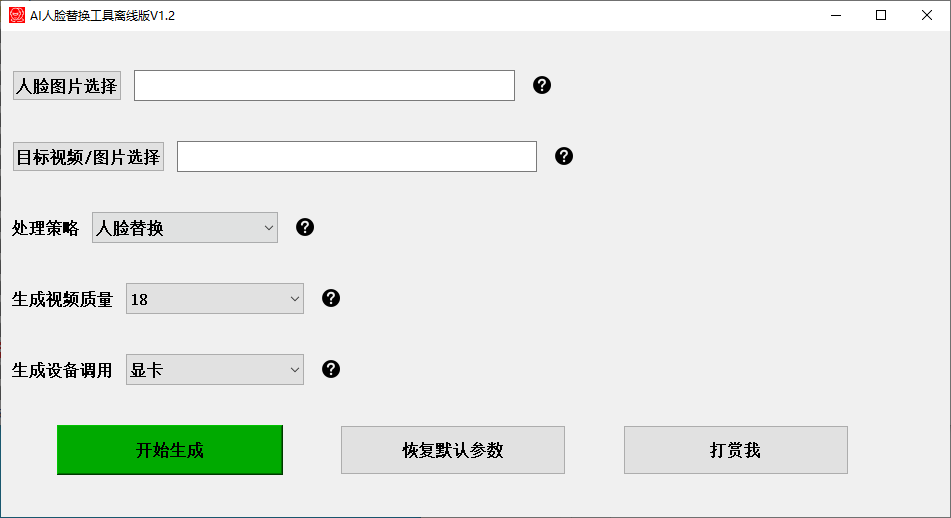 AI人脸替换工具离线版V1.2
人脸图片选择
目标视频/图片选择
处理策略 人脸替换
生成视频质量 18
生成设备调用 显卡
开始生成 恢复默认参数 打赏我